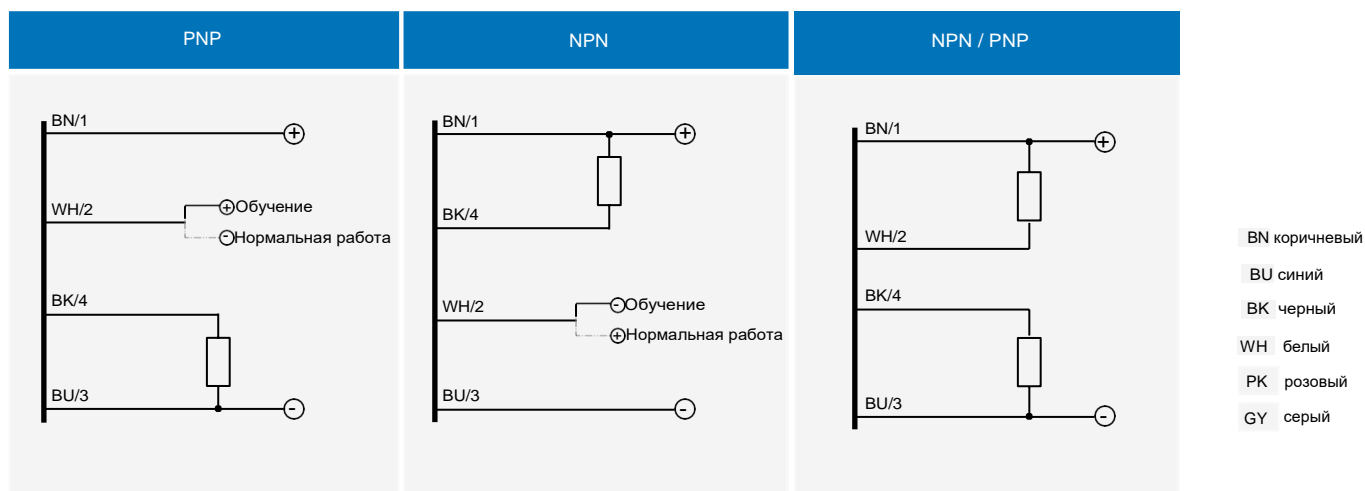 PNP
BN/1
+
WH/2
+ Обучение
- Нормальная работа
BK/4
BU/3
-
NPN
BN/1
+
BK/4
WH/2
- Обучение
+ Нормальная работа
BU/3
-
NPN / PNP
BN/1
+
WH/2
BK/4
BU/3
-
BN коричневый
BU синий
BK черный
WH белый
PK розовый
GY серый